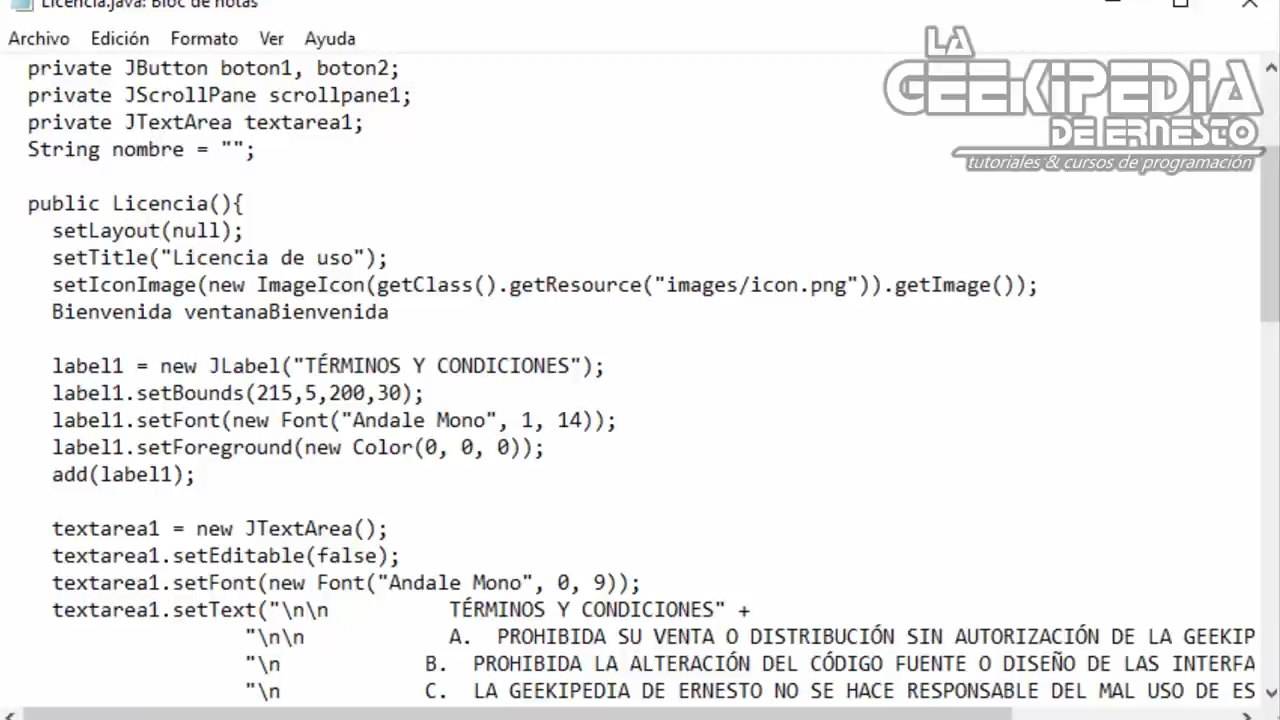 Licencia.java: Bloc de notas
Archivo Edición Formato Ver Ayuda
LA
GEEKIPEDIA
DE ERNESTO
tutoriales & cursos de programación
private JButton boton1, boton2;
private JScrollPane scrollpane1;
private JTextArea textarea1;
String nombre = "";
public Licencia(){
setLayout(null);
setTitle("Licencia de uso");
setIconImage(new ImageIcon(getClass().getResource("images/icon.png")).getImage());
Bienvenida ventanaBienvenida
label1 = new JLabel("TÉRMINOS Y CONDICIONES");
label1.setBounds(215,5,200,30);
label1.setFont(new Font("Andale Mono", 1, 14));
label1.setForeground(new Color(0, 0, 0));
add(label1);
textarea1 = new JTextArea();
textarea1.setEditable(false);
textarea1.setFont(new Font("Andale Mono", 0, 9));
textarea1.setText("\n\n          TÉRMINOS Y CONDICIONES" +
"\n\n            A.  PROHIBIDA SU VENTA O DISTRIBUCIÓN SIN AUTORIZACIÓN DE LA GEEKIP
"\n            B.  PROHIBIDA LA ALTERACIÓN DEL CÓDIGO FUENTE O DISEÑO DE LAS INTERFA
"\n            C.  LA GEEKIPEDIA DE ERNESTO NO SE HACE RESPONSABLE DEL MAL USO DE ES